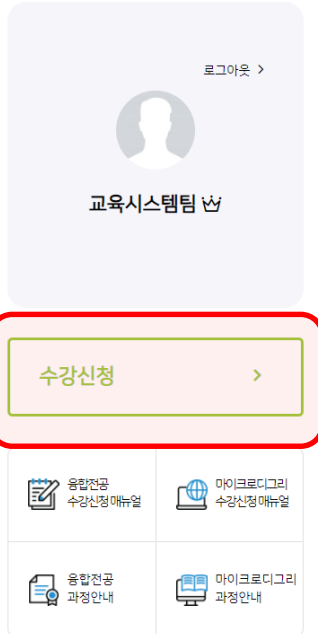 로그아웃 >
교육시스템팀
수강신청 >
융합전공
수강신청 매뉴얼
마이크로디그리
수강신청 매뉴얼
융합전공
과정안내
마이크로디그리
과정안내